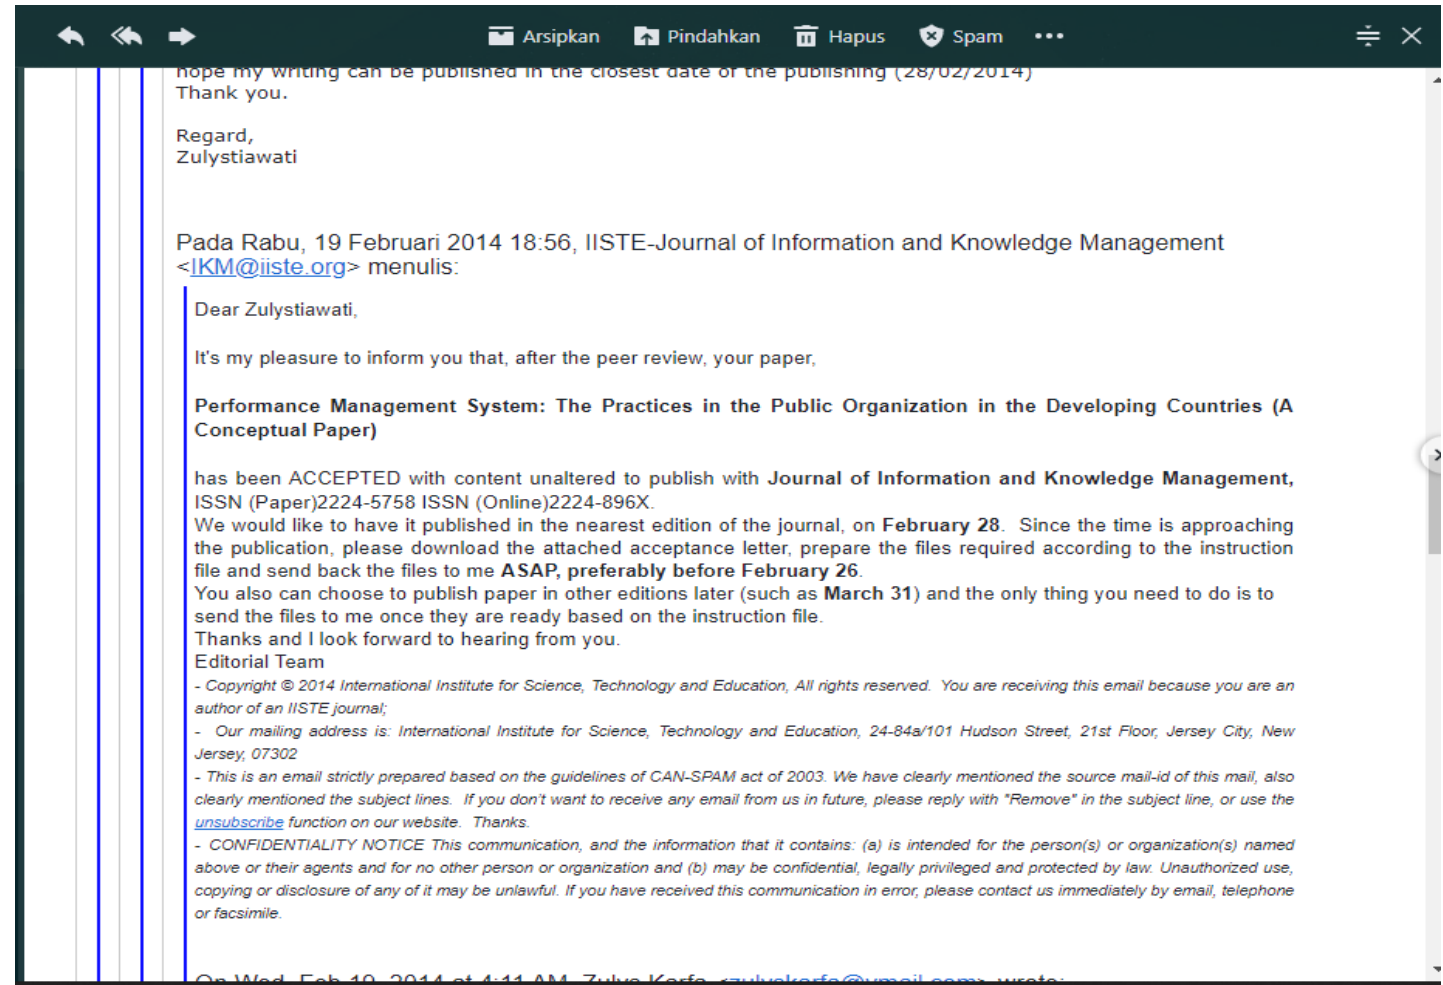 Arsipkan Pindahkan Hapus Spam
hope my writing can be published in the closest date of the publishing (28/02/2014)
Thank you.
Regard,
Zulystiawati
Pada Rabu, 19 Februari 2014 18:56, IISTE-Journal of Information and Knowledge Management
<IKM@iiste.org> menulis:
Dear Zulystiawati,
It's my pleasure to inform you that, after the peer review, your paper,
Performance Management System: The Practices in the Public Organization in the Developing Countries (A
Conceptual Paper)
has been ACCEPTED with content unaltered to publish with Journal of Information and Knowledge Management,
ISSN (Paper)2224-5758 ISSN (Online)2224-896X.
We would like to have it published in the nearest edition of the journal, on February 28. Since the time is approaching
the publication, please download the attached acceptance letter, prepare the files required according to the instruction
file and send back the files to me ASAP, preferably before February 26.
You also can choose to publish paper in other editions later (such as March 31) and the only thing you need to do is to
send the files to me once they are ready based on the instruction file.
Thanks and I look forward to hearing from you.
Editorial Team
- Copyright © 2014 International Institute for Science, Technology and Education, All rights reserved. You are receiving this email because you are an
author of an IISTE journal;
- Our mailing address is: International Institute for Science, Technology and Education, 24-84a/101 Hudson Street, 21st Floor, Jersey City, New
Jersey, 07302
- This is an email strictly prepared based on the guidelines of CAN-SPAM act of 2003. We have clearly mentioned the source mail-id of this mail, also
clearly mentioned the subject lines. If you don't want to receive any email from us in future, please reply with "Remove" in the subject line, or use the
unsubscribe function on our website. Thanks.
- CONFIDENTIALITY NOTICE This communication, and the information that it contains: (a) is intended for the person(s) or organization(s) named
above or their agents and for no other person or organization and (b) may be confidential, legally privileged and protected by law. Unauthorized use,
copying or disclosure of any of it may be unlawful. If you have received this communication in error, please contact us immediately by email, telephone
or facsimile.
On Wed, Feb 19, 2014 at 4:11 AM, Zulya Karfa <zulyakarfa@ymail.com> wrote: